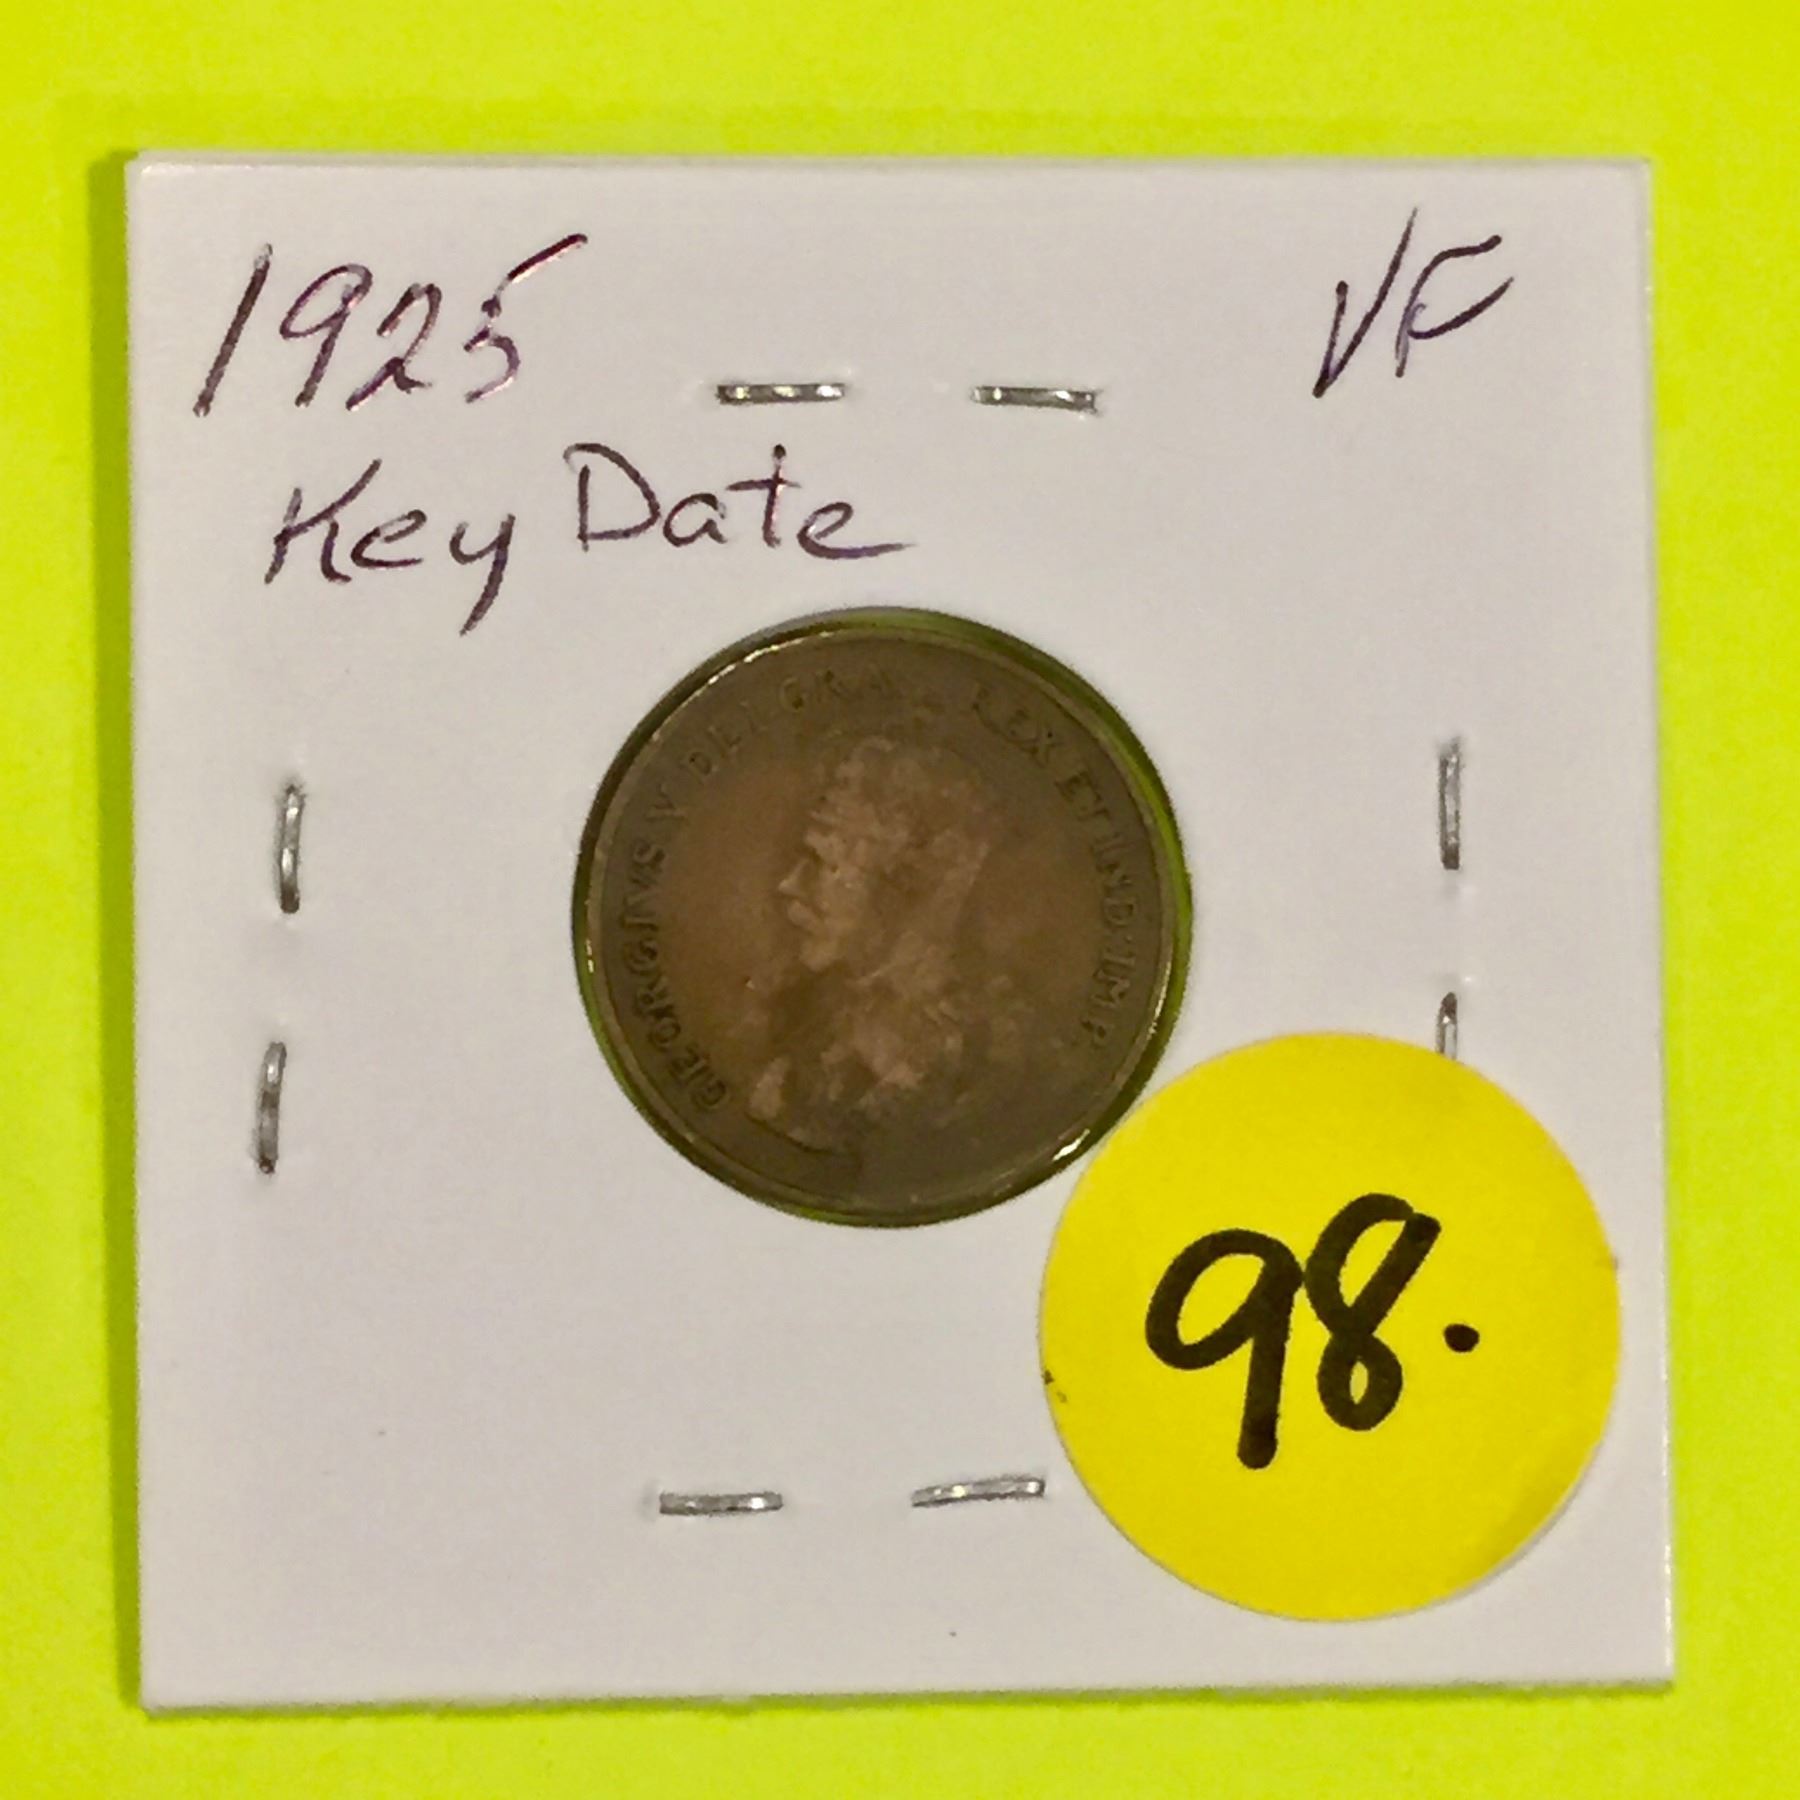 1925
VF
Key Date
GEORGIVS V DEI GRA: REX ET IND:IMP:
98.